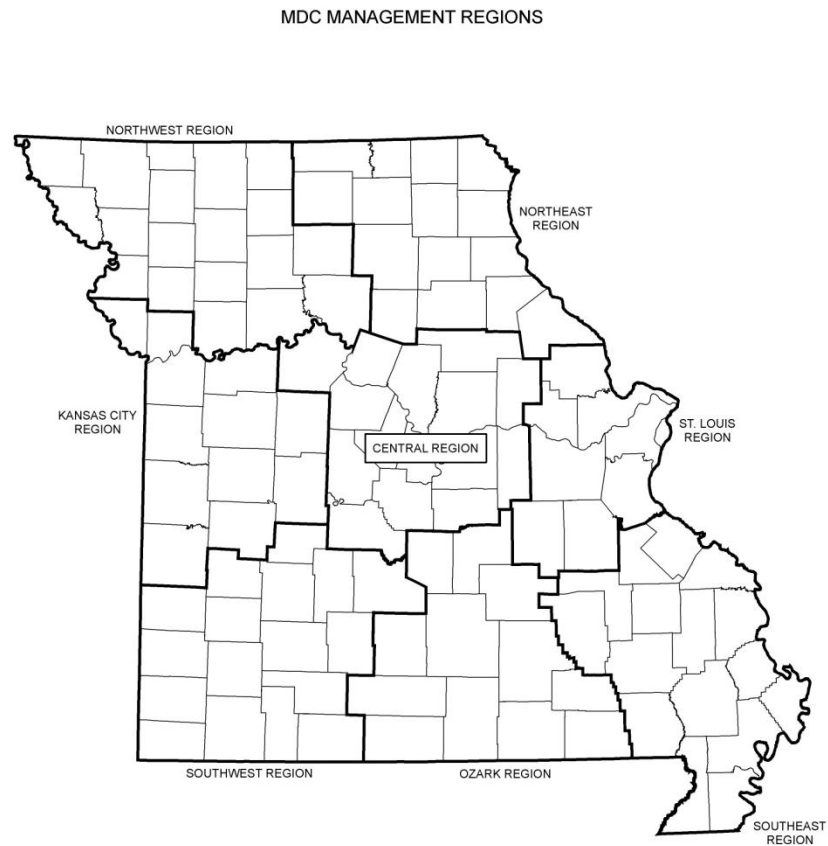 MDC MANAGEMENT REGIONS
NORTHWEST REGION
NORTHEAST
REGION
KANSAS CITY
REGION
ST. LOUIS
REGION
CENTRAL REGION
SOUTHWEST REGION
OZARK REGION
SOUTHEAST
REGION